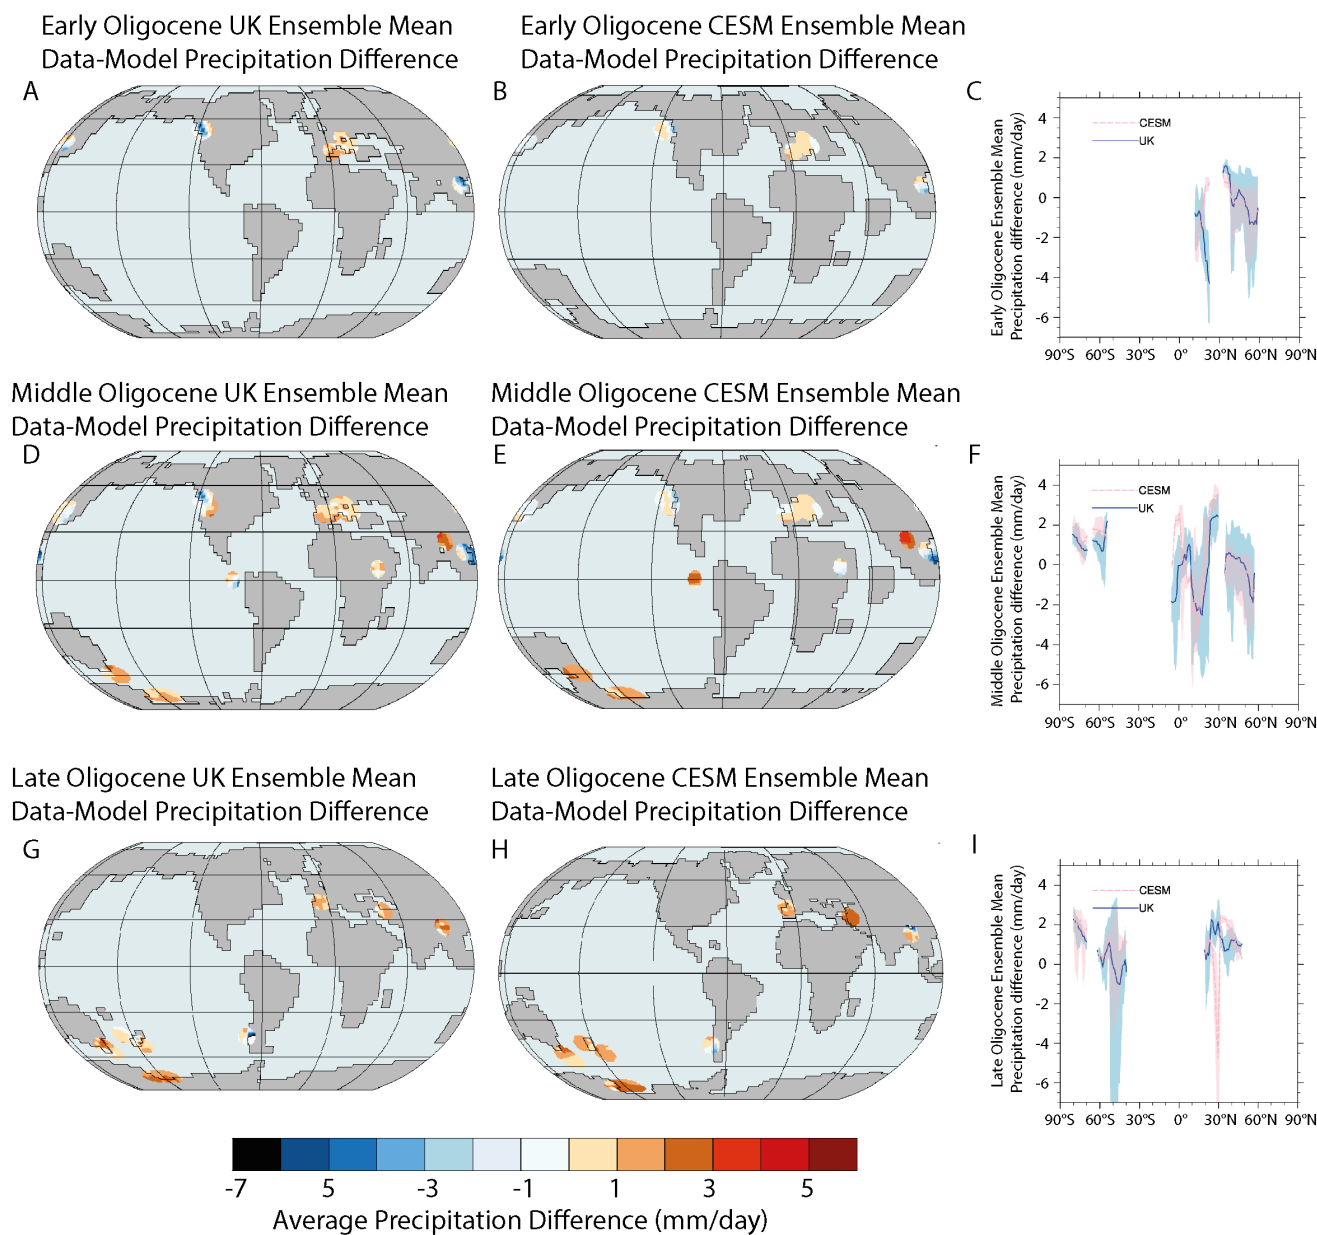 Early Oligocene UK Ensemble Mean
Data-Model Precipitation Difference
Early Oligocene CESM Ensemble Mean
Data-Model Precipitation Difference
A
B
C
Early Oligocene Ensemble Mean
Precipitation difference (mm/day)
4
2
0
-2
-4
-6
CESM
UK
90°S 60°S 30°S 0° 30°N 60°N 90°N
Middle Oligocene UK Ensemble Mean
Data-Model Precipitation Difference
Middle Oligocene CESM Ensemble Mean
Data-Model Precipitation Difference
D
E
F
Middle Oligocene Ensemble Mean
Precipitation difference (mm/day)
4
2
0
-2
-4
-6
CESM
UK
90°S 60°S 30°S 0° 30°N 60°N 90°N
Late Oligocene UK Ensemble Mean
Data-Model Precipitation Difference
Late Oligocene CESM Ensemble Mean
Data-Model Precipitation Difference
G
H
I
Late Oligocene Ensemble Mean
Precipitation difference (mm/day)
4
2
0
-2
-4
-6
CESM
UK
90°S 60°S 30°S 0° 30°N 60°N 90°N
-7 5 -3 -1 1 3 5
Average Precipitation Difference (mm/day)